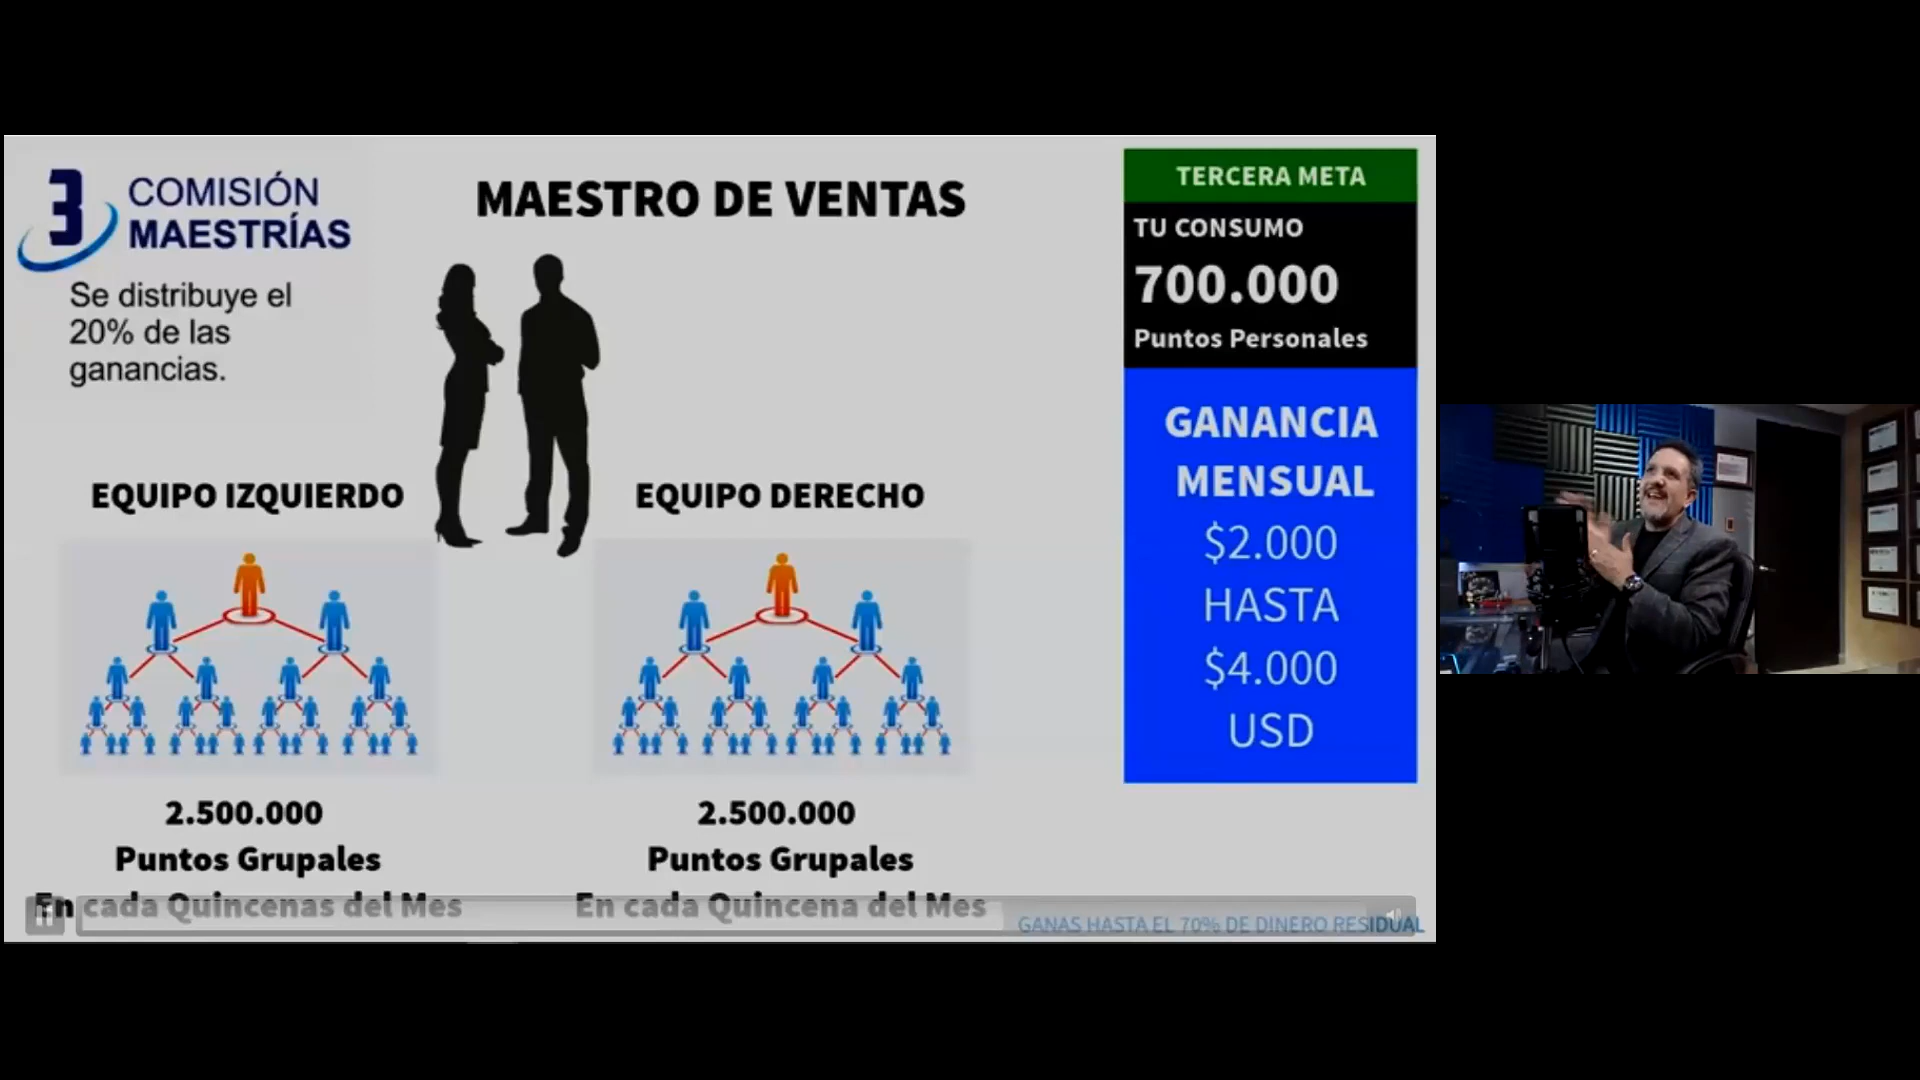 3 COMISIÓN
MAESTRÍAS
Se distribuye el
20% de las
ganancias.
MAESTRO DE VENTAS
EQUIPO IZQUIERDO
2.500.000
Puntos Grupales
En cada Quincenas del Mes
EQUIPO DERECHO
2.500.000
Puntos Grupales
En cada Quincena del Mes
TERCERA META
TU CONSUMO
700.000
Puntos Personales
GANANCIA
MENSUAL
$2.000
HASTA
$4.000
USD
GANAS HASTA EL 70% DE DINERO RESIDUAL